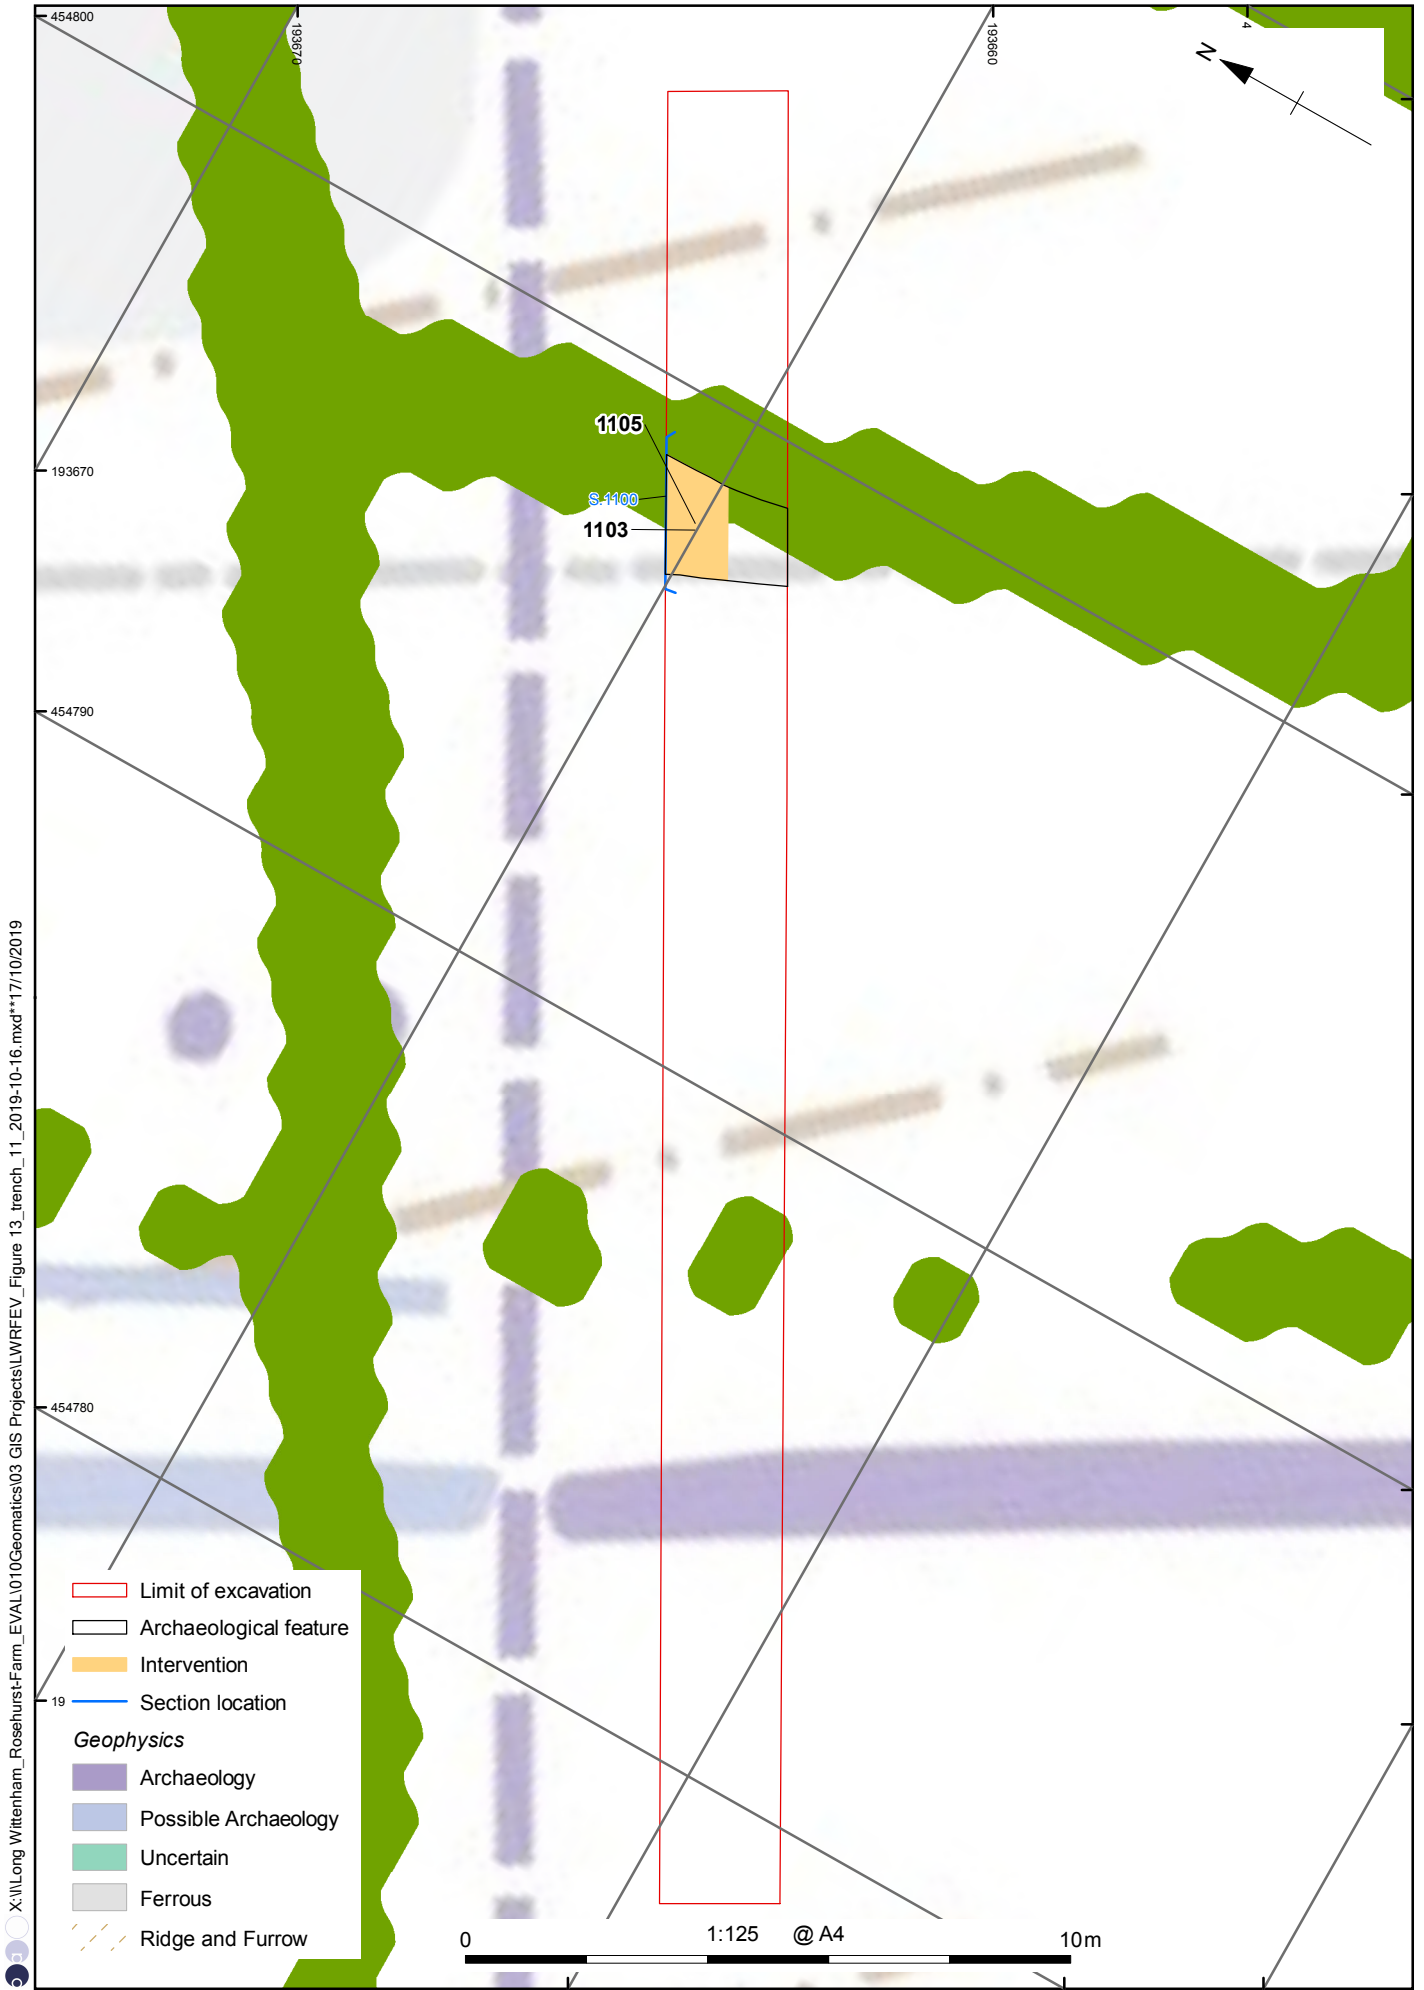 454800
193670
193660
4
N
1105
193670
S.1100
1103
454790
454780
19
Limit of excavation
Archaeological feature
Intervention
Section location
Geophysics
Archaeology
Possible Archaeology
Uncertain
Ferrous
Ridge and Furrow
0
1:125 @ A4
10m
X:\l\Long Wittenham_Rosehurst-Farm_EVAL\010Geomatics\03 GIS Projects\LWRFEV_Figure 13_trench_11_2019-10-16.mxd**17/10/2019